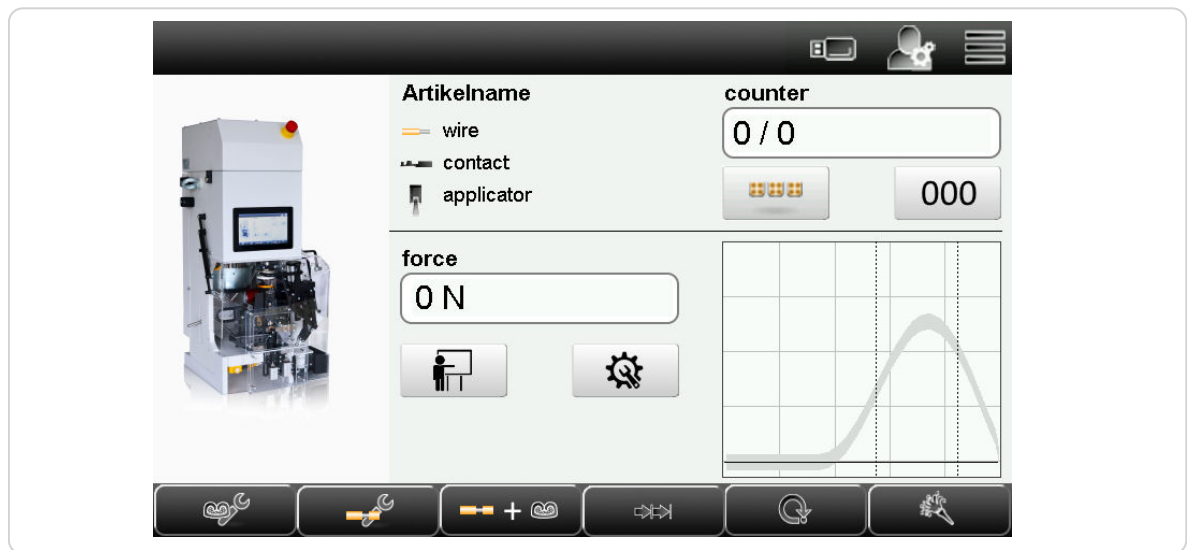 Artikelname
wire
contact
applicator
counter
0 / 0
000
force
0 N